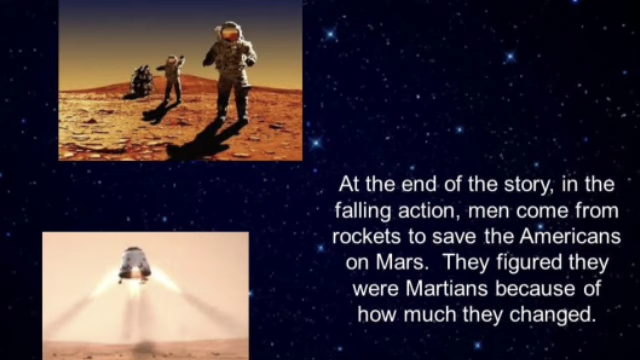 At the end of the story, in the
falling action, men come from
rockets to save the Americans
on Mars.  They figured they
were Martians because of
how much they changed.